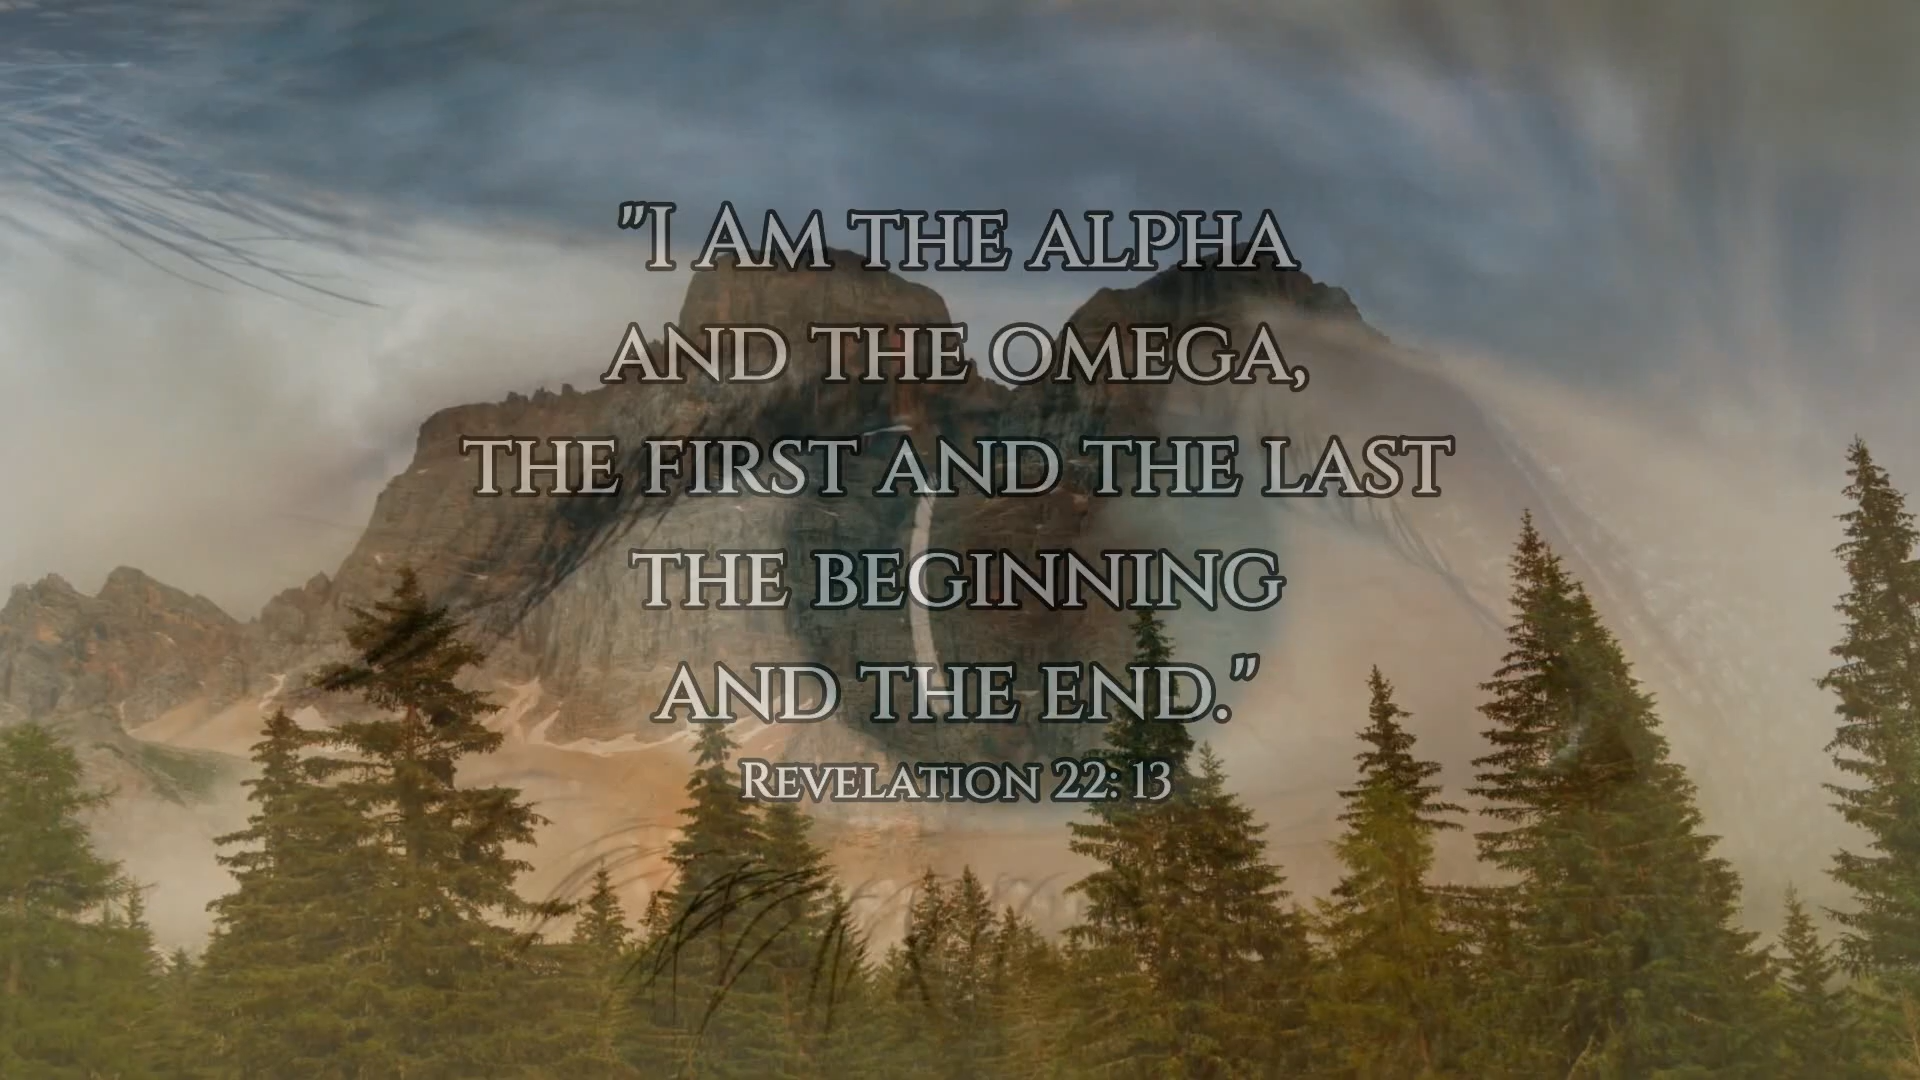 "I AM THE ALPHA
AND THE OMEGA,
THE FIRST AND THE LAST
THE BEGINNING
AND THE END."
REVELATION 22: 13